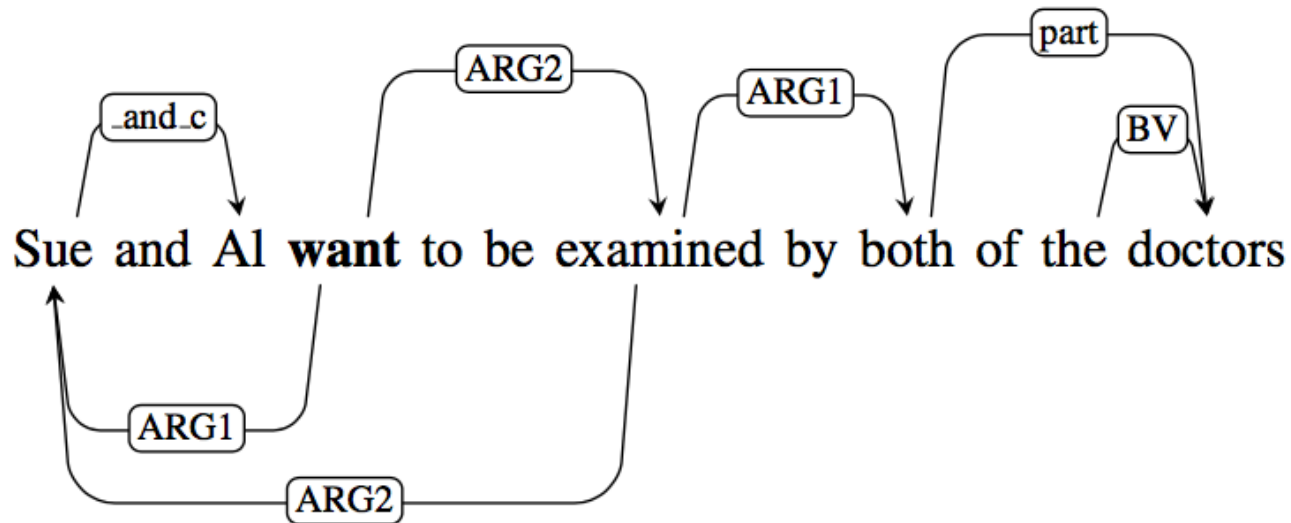 part
ARG2
ARG1
_and_c
BV
Sue and Al want to be examined by both of the doctors
ARG1
ARG2